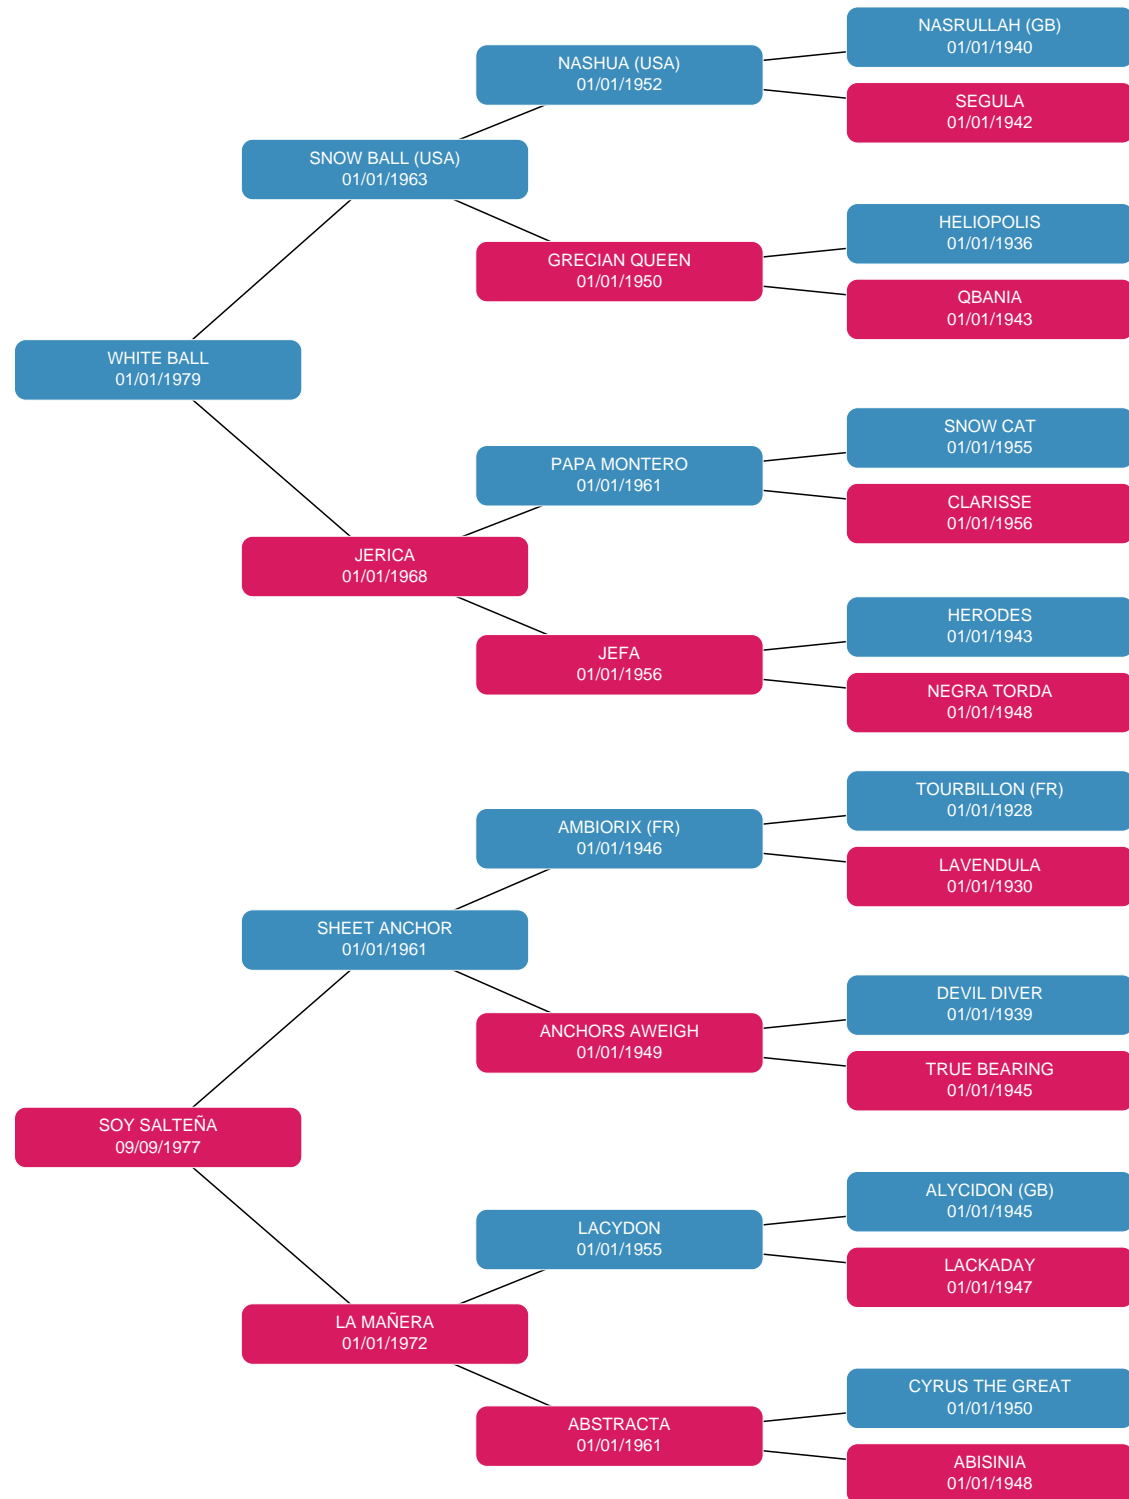 NASRULLAH (GB)
01/01/1940
NASHUA (USA)
01/01/1952
SEGULA
01/01/1942
SNOW BALL (USA)
01/01/1963
HELIOPOLIS
01/01/1936
GRECIAN QUEEN
01/01/1950
QBANIA
01/01/1943
WHITE BALL
01/01/1979
SNOW CAT
01/01/1955
PAPA MONTERO
01/01/1961
CLARISSE
01/01/1956
JERICA
01/01/1968
HERODES
01/01/1943
JEFA
01/01/1956
NEGRA TORDA
01/01/1948
TOURBILLON (FR)
01/01/1928
AMBIORIX (FR)
01/01/1946
LAVENDULA
01/01/1930
SHEET ANCHOR
01/01/1961
DEVIL DIVER
01/01/1939
ANCHORS AWEIGH
01/01/1949
TRUE BEARING
01/01/1945
SOY SALTEÑA
09/09/1977
ALYCIDON (GB)
01/01/1945
LACYDON
01/01/1955
LACKADAY
01/01/1947
LA MAÑERA
01/01/1972
CYRUS THE GREAT
01/01/1950
ABSTRACTA
01/01/1961
ABISINIA
01/01/1948